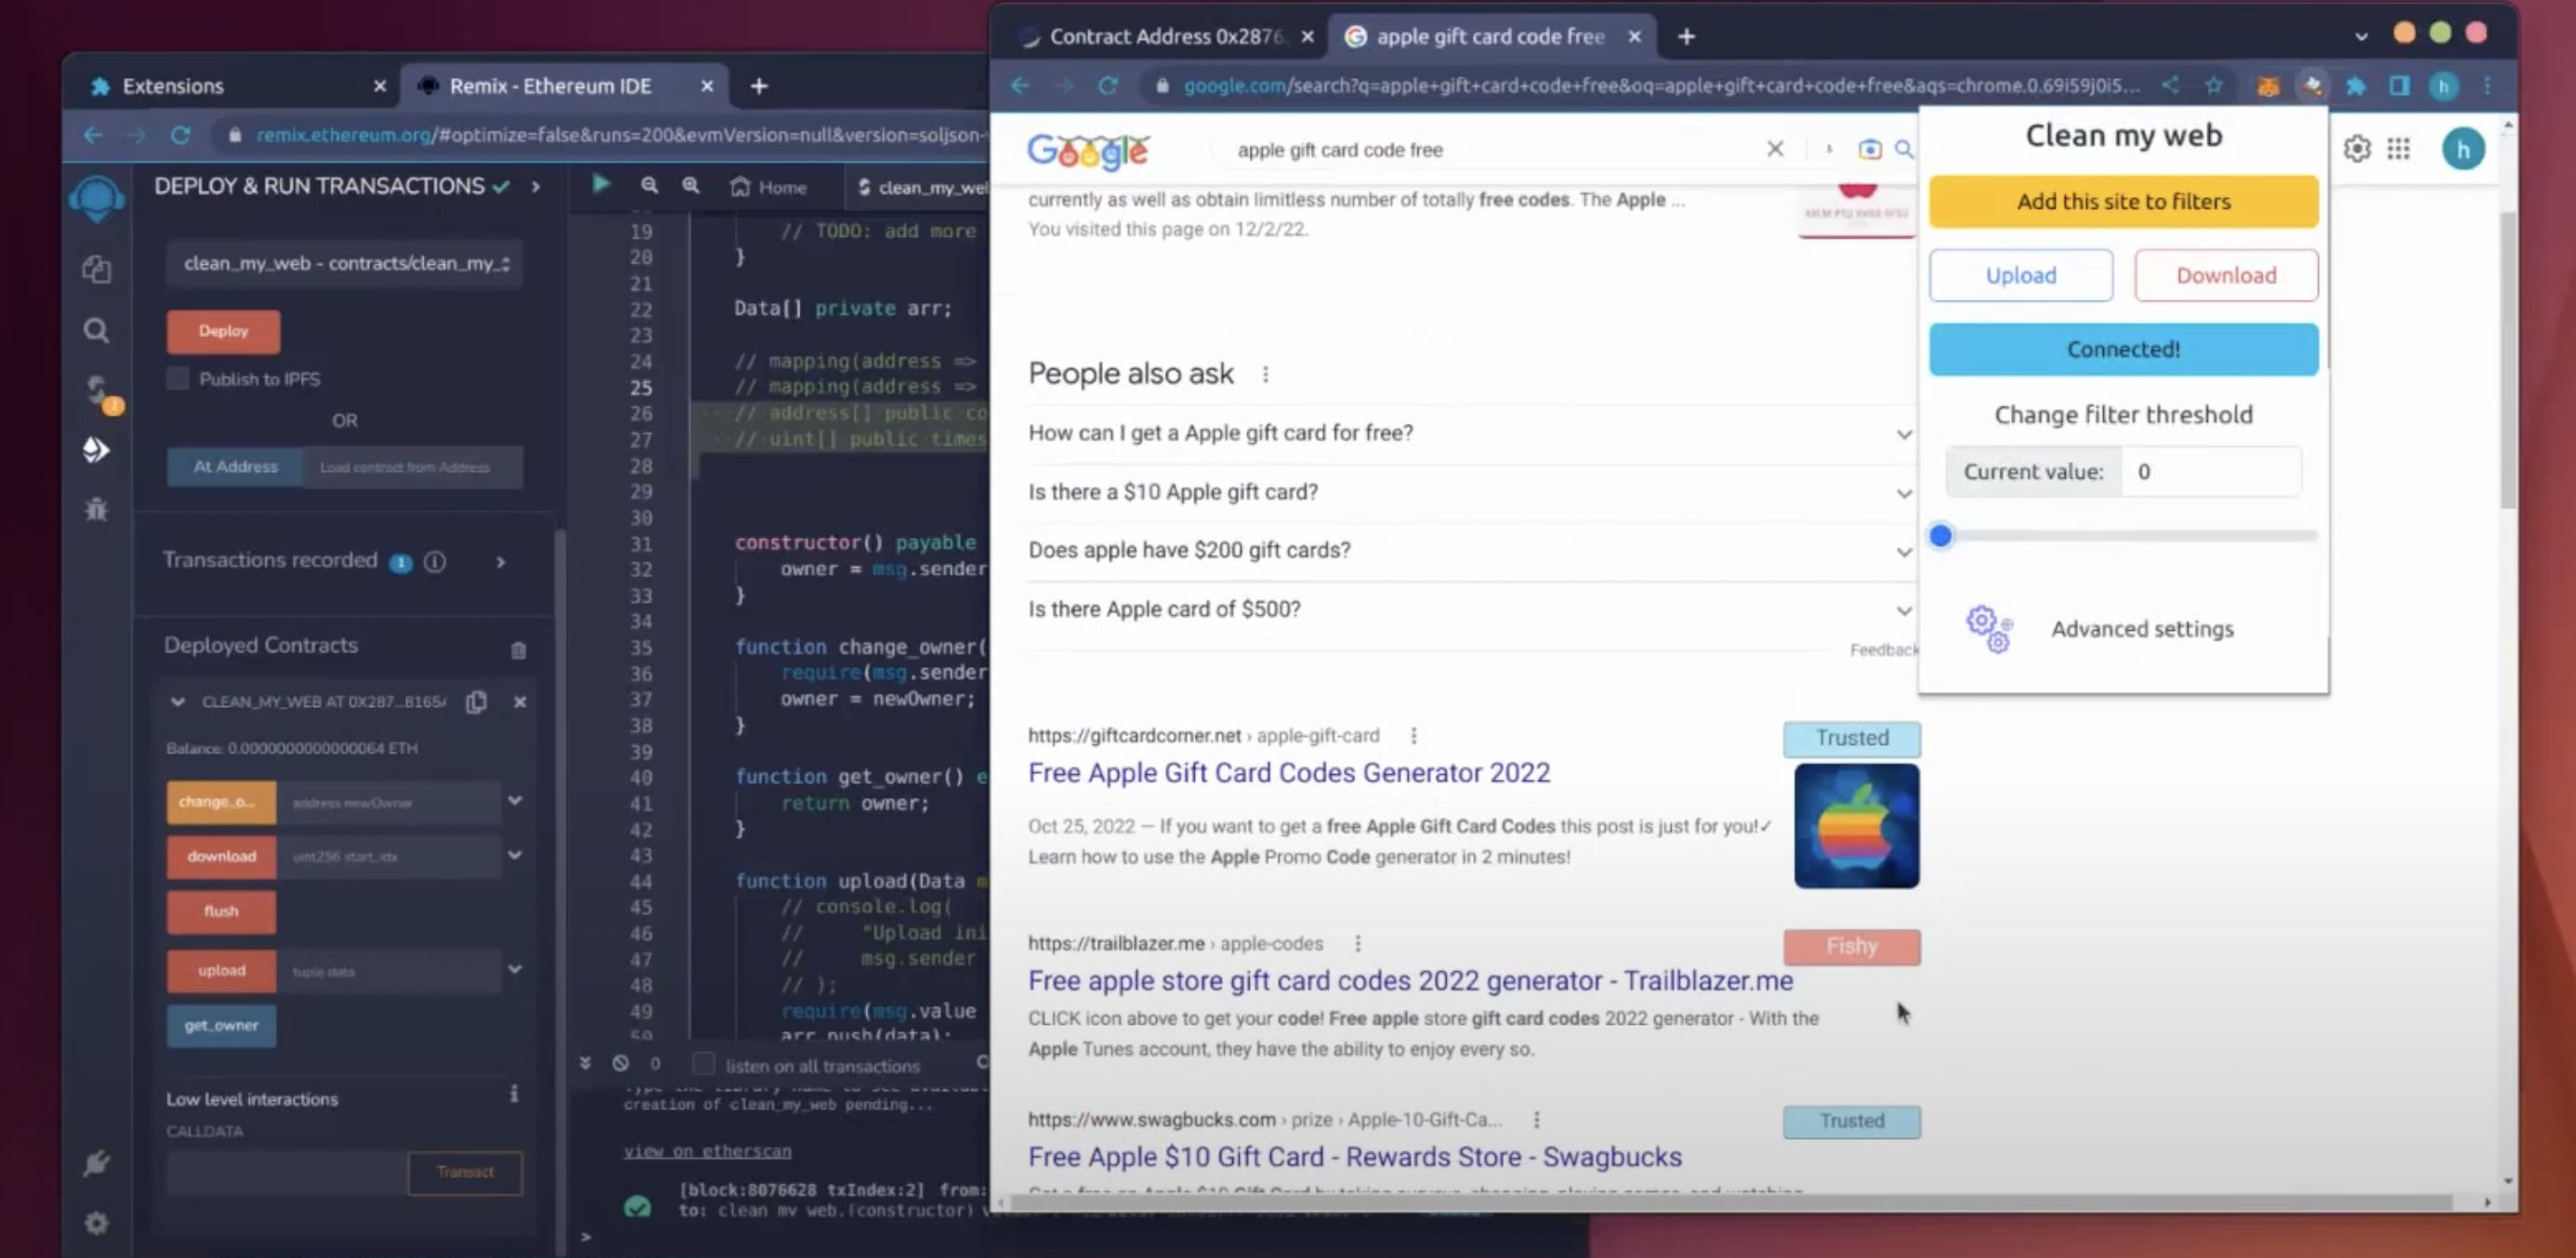 Extensions
Remix - Ethereum IDE
remix.ethereum.org/#optimize=false&runs=200&evmVersion=null&version=soljson-
DEPLOY & RUN TRANSACTIONS
clean_my_web - contracts/clean_my_
Deploy
Publish to IPFS
OR
At Address
Load contract from Address
Transactions recorded 1
Deployed Contracts
CLEAN_MY_WEB AT 0X287...8165
Balance: 0.0000000000000064 ETH
change_o...
address newOwner
download
uint256 start_idx
flush
upload
tuple data
get_owner
Low level interactions
CALLDATA
Transact
Home
clean_my_we
19 // TODO: add more
20 }
21
22 Data[] private arr;
23
24 // mapping(address =>
25 // mapping(address =>
26 // address[] public co
27 // uint[] public times
28
29
30
31 constructor() payable
32 owner = msg.sender
33 }
34
35 function change_owner(
36 require(msg.sender
37 owner = newOwner;
38 }
39
40 function get_owner() e
41 return owner;
42 }
43
44 function upload(Data m
45 // console.log(
46 // "Upload ini
47 // msg.sender
48 // );
49 require(msg.value
50 arr.push(data);
0
listen on all transactions
creation of clean_my_web pending...
view on etherscan
[block:8076628 txIndex:2] from:
to: clean_my_web.(constructor)
>
Contract Address 0x2876
apple gift card code free
google.com/search?q=apple+gift+card+code+free&oq=apple+gift+card+code+free&aqs=chrome.0.69i59j0i5...
h
Google
apple gift card code free
h
currently as well as obtain limitless number of totally free codes. The Apple ...
You visited this page on 12/2/22.
People also ask
How can I get a Apple gift card for free?
Is there a $10 Apple gift card?
Does apple have $200 gift cards?
Is there Apple card of $500?
Feedback
https://giftcardcorner.net › apple-gift-card
Trusted
Free Apple Gift Card Codes Generator 2022
Oct 25, 2022 — If you want to get a free Apple Gift Card Codes this post is just for you!✓
Learn how to use the Apple Promo Code generator in 2 minutes!
https://trailblazer.me › apple-codes
Fishy
Free apple store gift card codes 2022 generator - Trailblazer.me
CLICK icon above to get your code! Free apple store gift card codes 2022 generator - With the
Apple Tunes account, they have the ability to enjoy every so.
https://www.swagbucks.com › prize › Apple-10-Gift-Ca...
Trusted
Free Apple $10 Gift Card - Rewards Store - Swagbucks
Clean my web
Add this site to filters
Upload
Download
Connected!
Change filter threshold
Current value: 0
Advanced settings